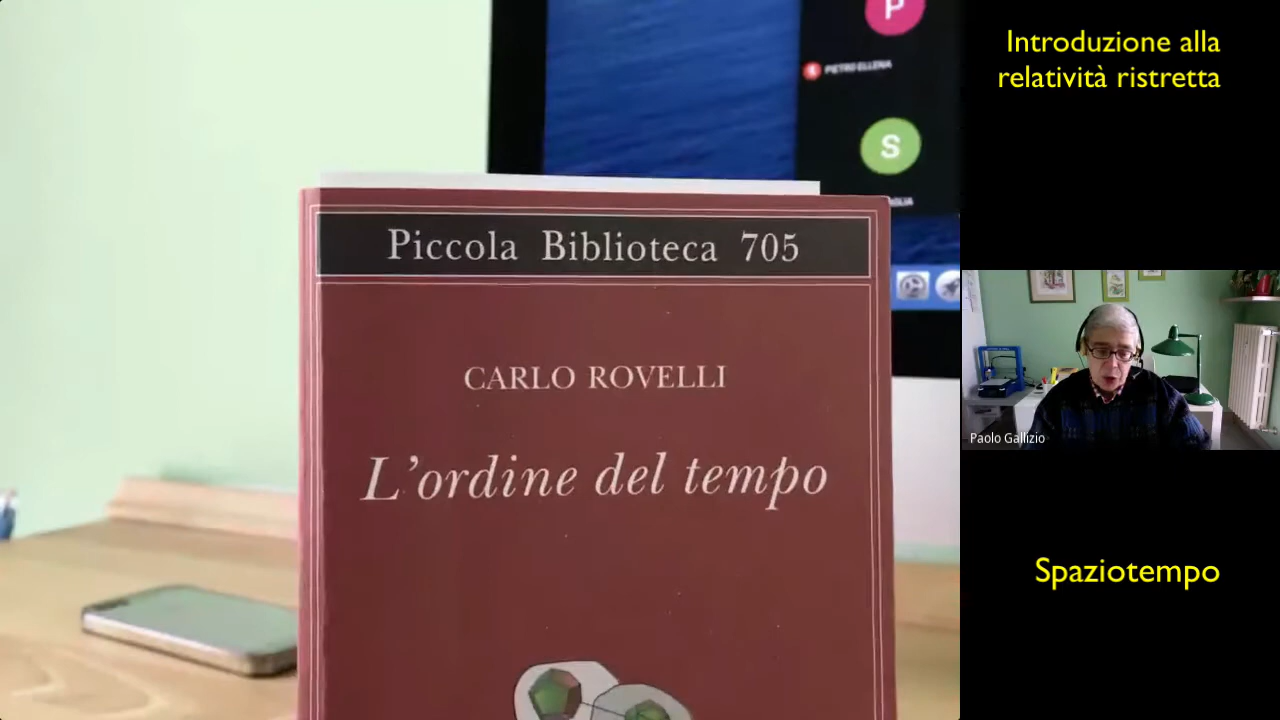 P
PIETRO ELLENA
S
Piccola Biblioteca 705
CARLO ROVELLI
L'ordine del tempo
Introduzione alla
relatività ristretta
Paolo Gallizio
Spaziotempo